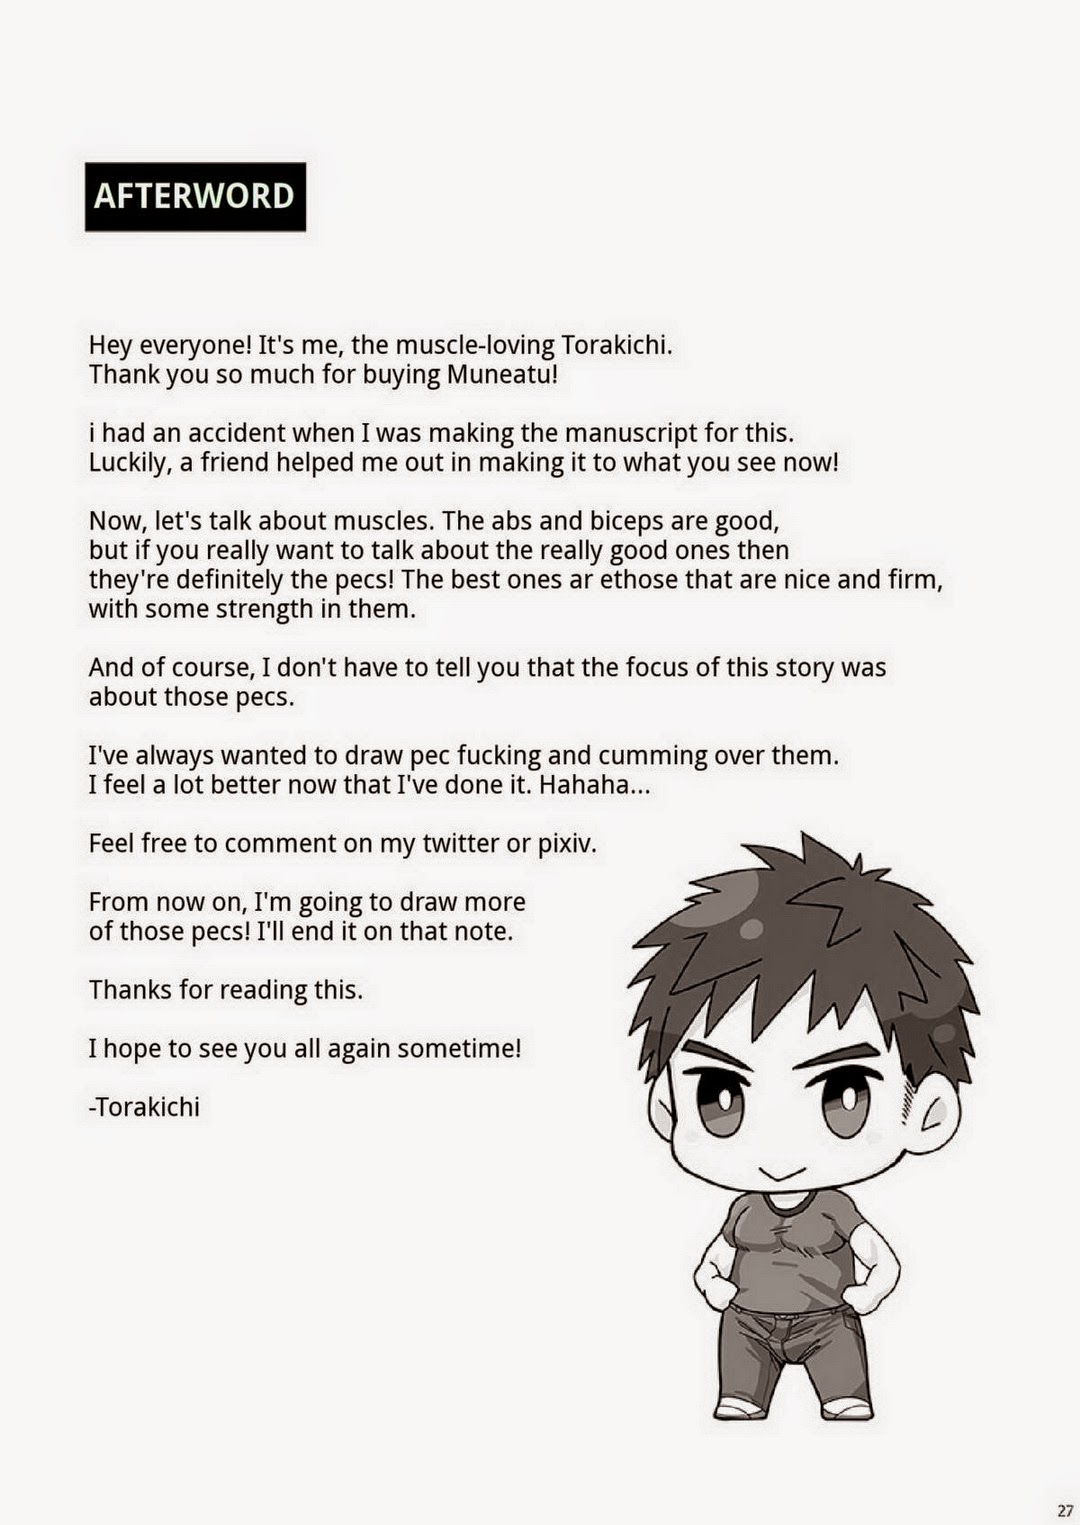 AFTERWORD
Hey everyone! It's me, the muscle-loving Torakichi.
Thank you so much for buying Muneatu!
i had an accident when I was making the manuscript for this.
Luckily, a friend helped me out in making it to what you see now!
Now, let's talk about muscles. The abs and biceps are good,
but if you really want to talk about the really good ones then
they're definitely the pecs! The best ones ar ethose that are nice and firm,
with some strength in them.
And of course, I don't have to tell you that the focus of this story was
about those pecs.
I've always wanted to draw pec fucking and cumming over them.
I feel a lot better now that I've done it. Hahaha...
Feel free to comment on my twitter or pixiv.
From now on, I'm going to draw more
of those pecs! I'll end it on that note.
Thanks for reading this.
I hope to see you all again sometime!
-Torakichi
27